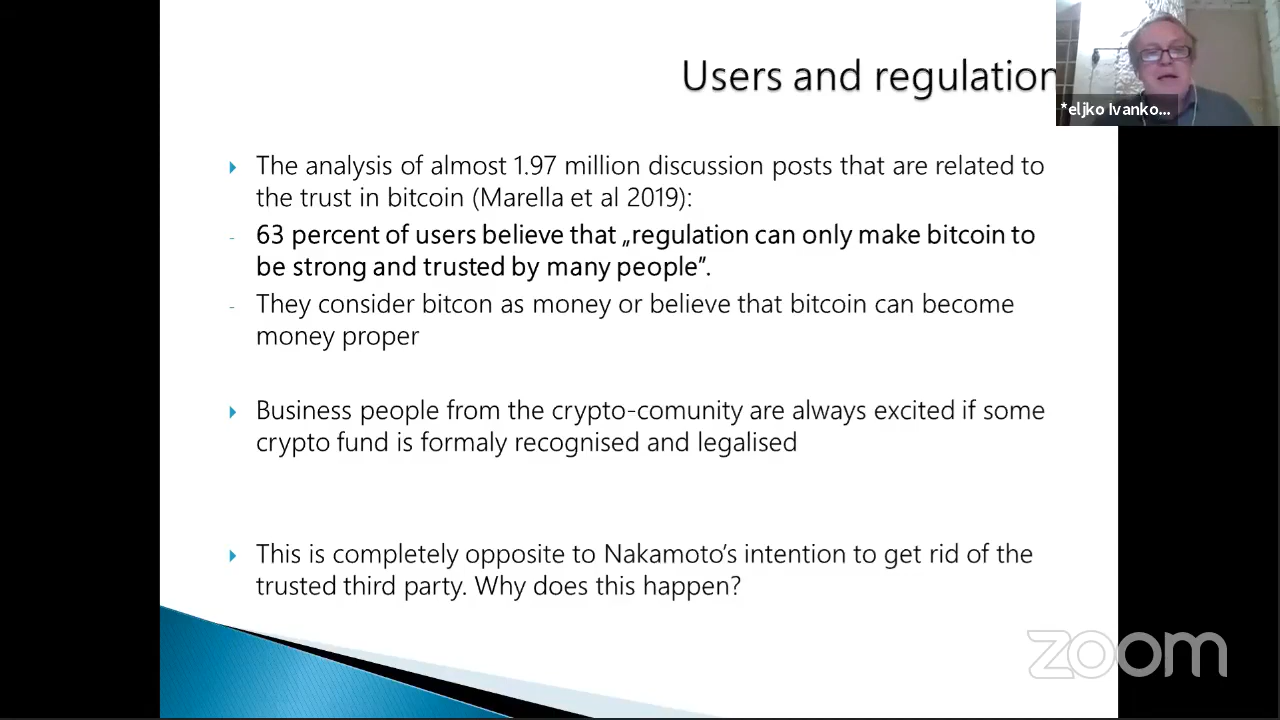 Users and regulation
*eljko Ivanko...
The analysis of almost 1.97 million discussion posts that are related to
the trust in bitcoin (Marella et al 2019):
- 63 percent of users believe that „regulation can only make bitcoin to
be strong and trusted by many people”.
- They consider bitcon as money or believe that bitcoin can become
money proper
Business people from the crypto-comunity are always excited if some
crypto fund is formaly recognised and legalised
This is completely opposite to Nakamoto’s intention to get rid of the
trusted third party. Why does this happen?
zoom